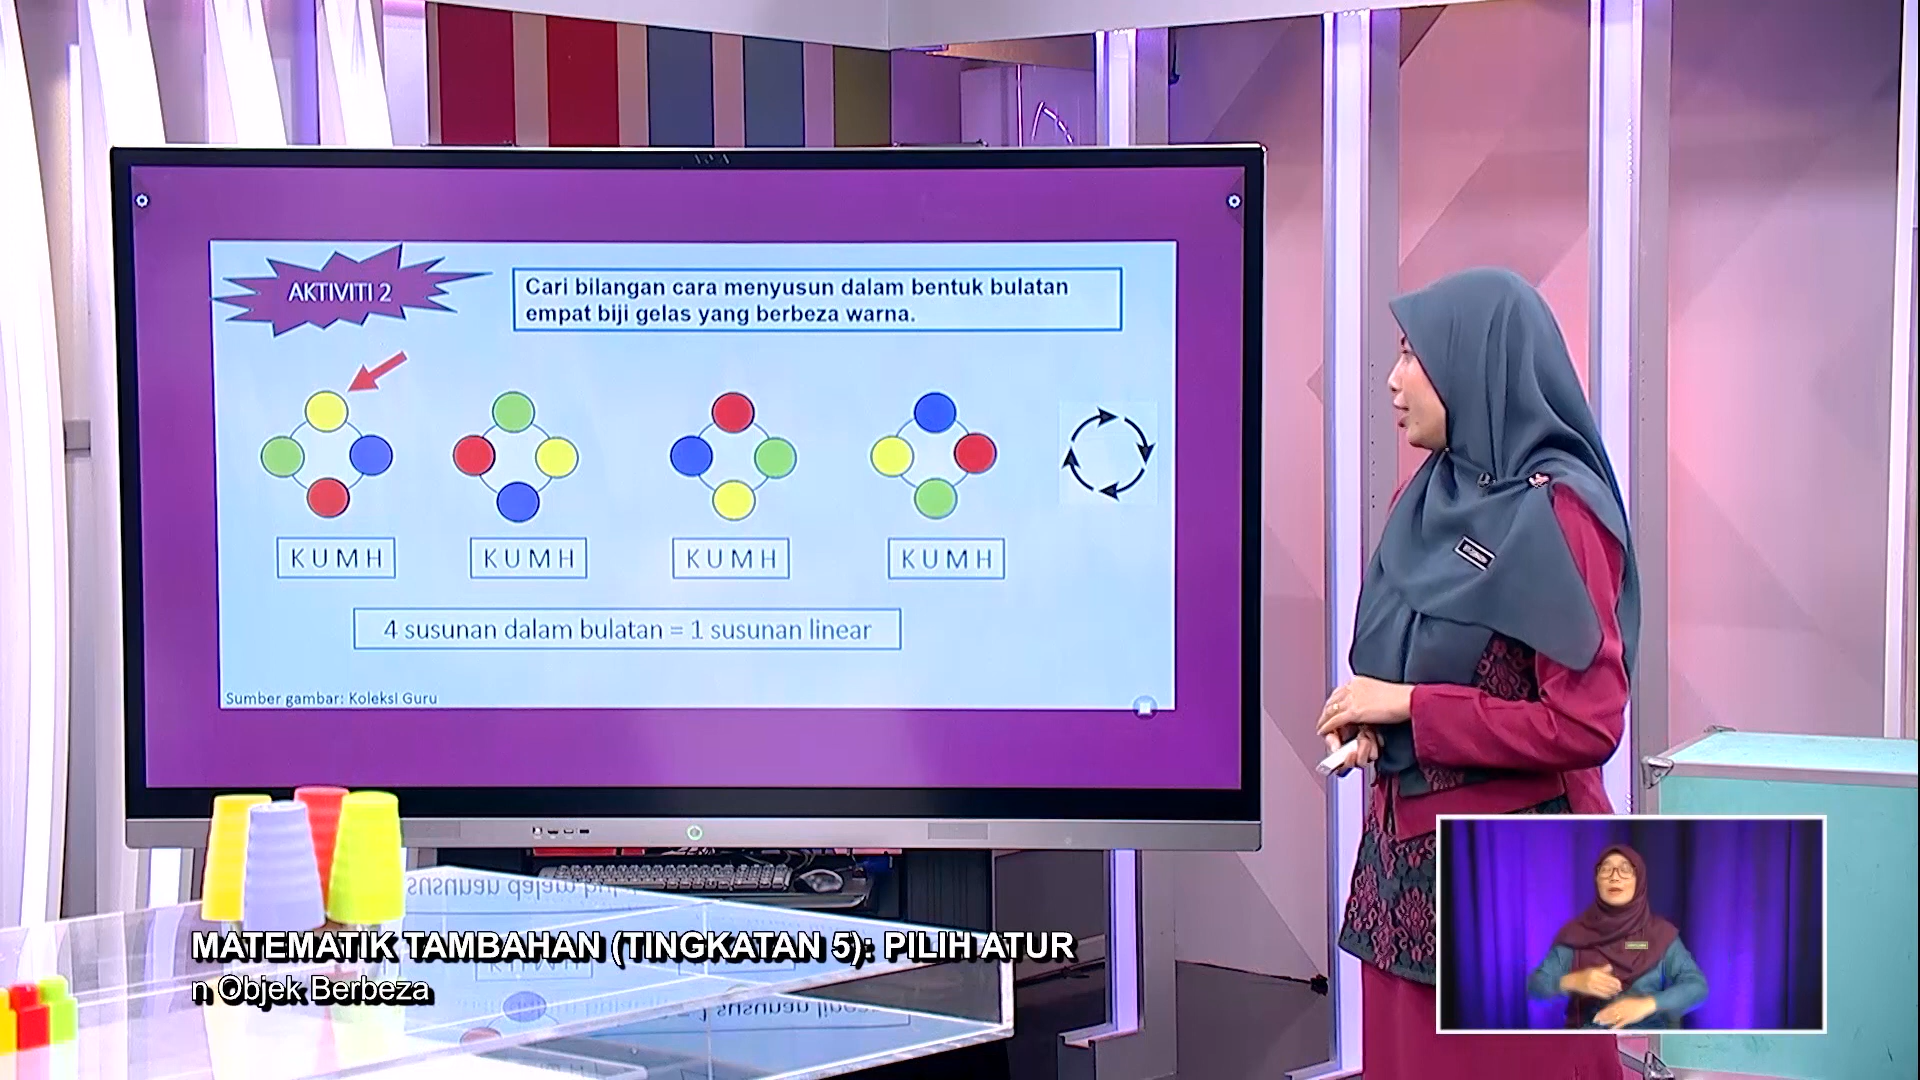 AKTIVITI 2
Cari bilangan cara menyusun dalam bentuk bulatan
empat biji gelas yang berbeza warna.
K U M H
K U M H
K U M H
K U M H
4 susunan dalam bulatan = 1 susunan linear
Sumber gambar: Koleksi Guru
MATEMATIK TAMBAHAN (TINGKATAN 5): PILIH ATUR
n Objek Berbeza